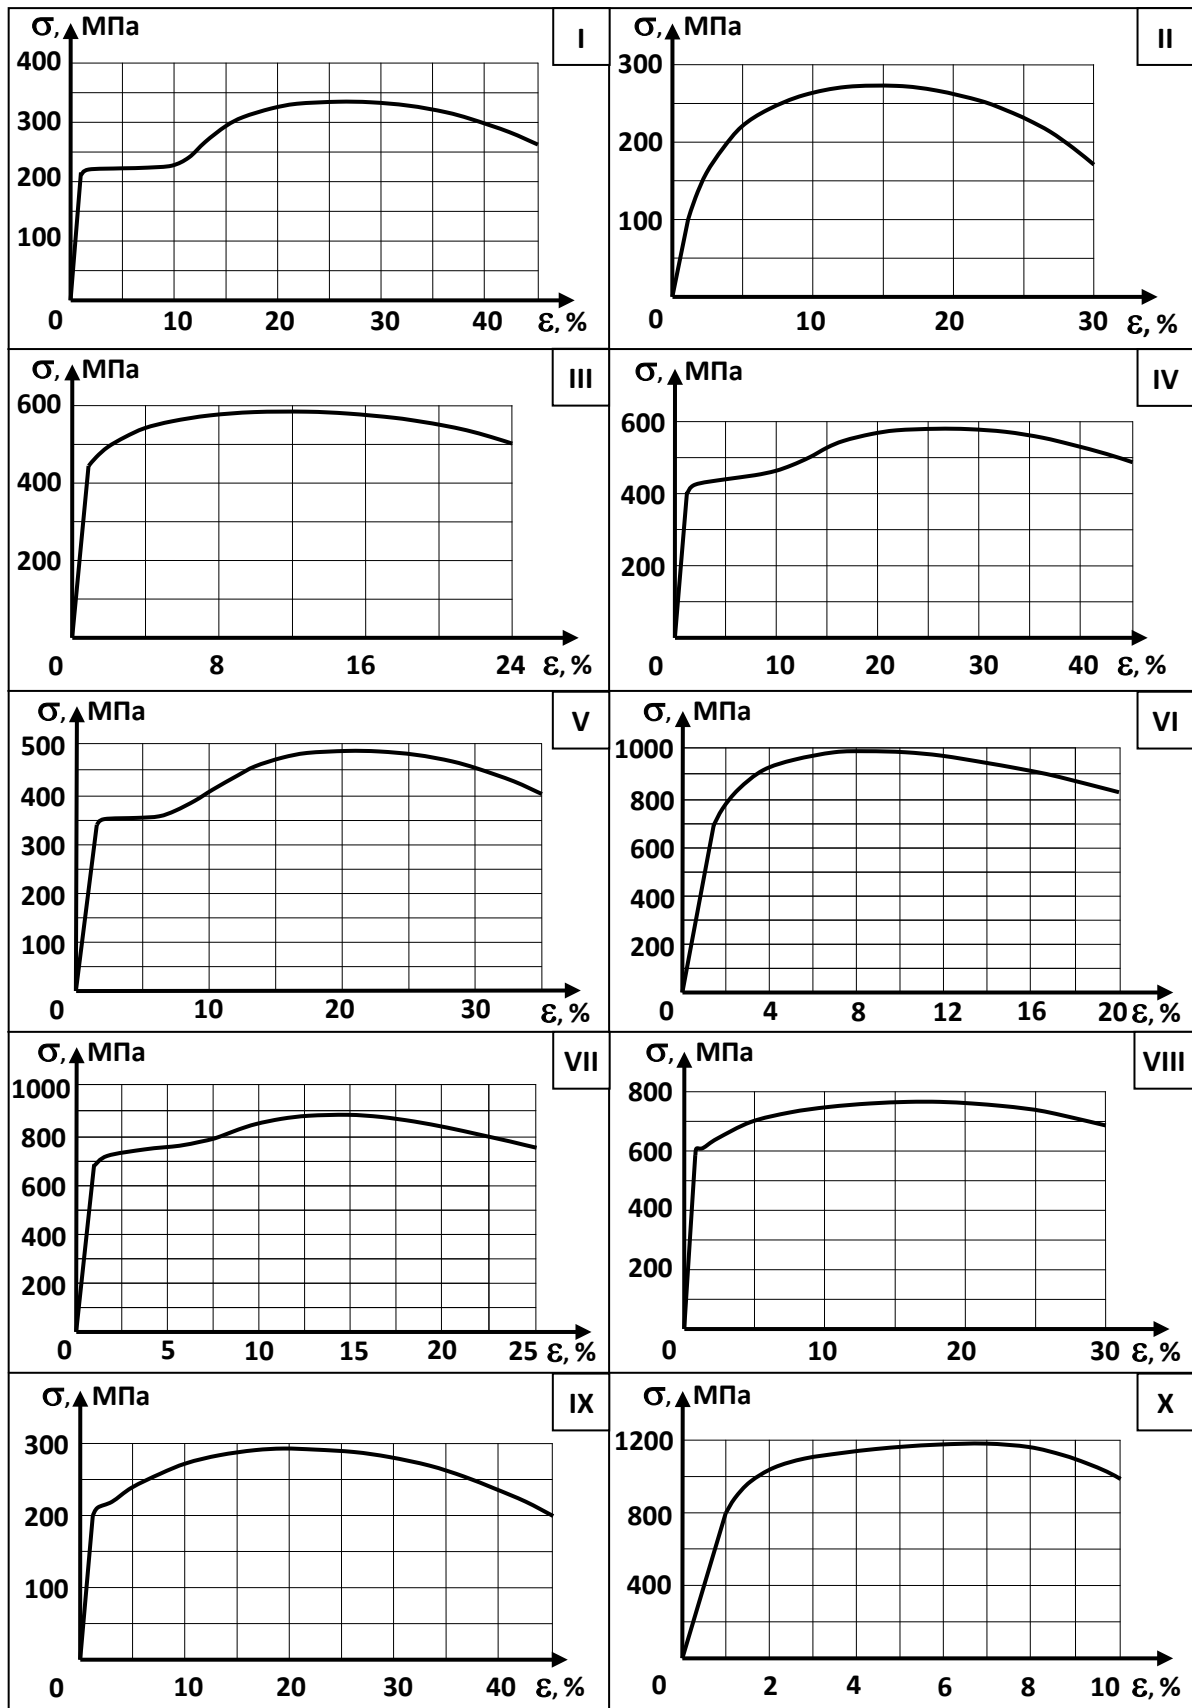 σ, МПа I
400
300
200
100
0 10 20 30 40 ε, %
σ, МПа II
300
200
100
0 10 20 30 ε, %
σ, МПа III
600
400
200
0 8 16 24 ε, %
σ, МПа IV
600
400
200
0 10 20 30 40 ε, %
σ, МПа V
500
400
300
200
100
0 10 20 30 ε, %
σ, МПа VI
1000
800
600
400
200
0 4 8 12 16 20 ε, %
σ, МПа VII
1000
800
600
400
200
0 5 10 15 20 25 ε, %
σ, МПа VIII
800
600
400
200
0 10 20 30 ε, %
σ, МПа IX
300
200
100
0 10 20 30 40 ε, %
σ, МПа X
1200
800
400
0 2 4 6 8 10 ε, %